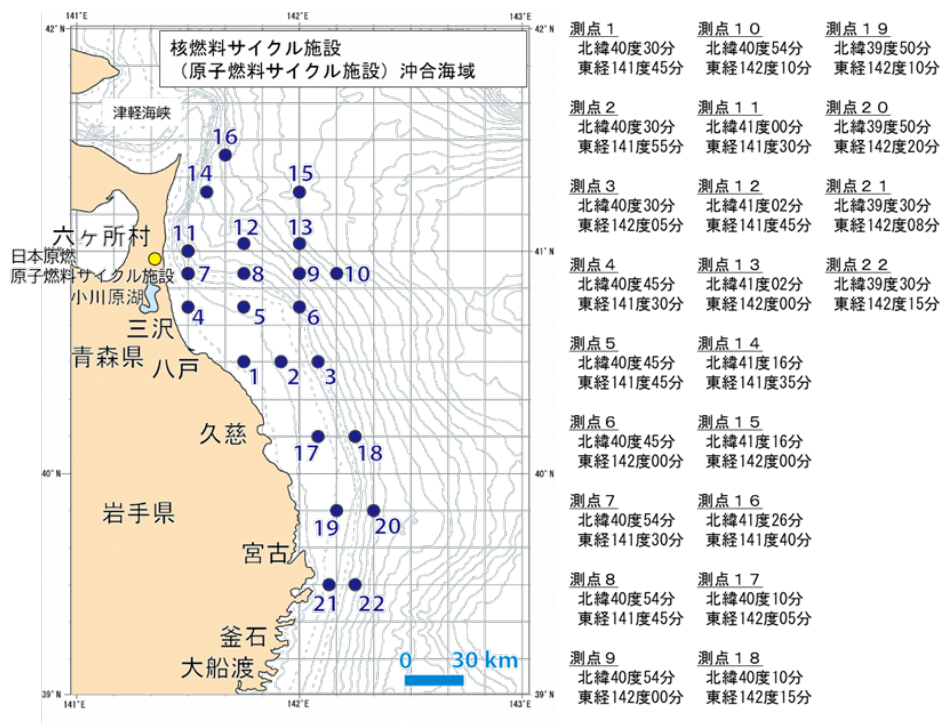 42°N
141°E
142°E
143°E
42°N
核燃料サイクル施設
（原子燃料サイクル施設）沖合海域
津軽海峡
16
14
15
12
13
11
六ヶ所村
41°N
41°N
日本原燃
原子燃料サイクル施設
7
8
9
10
小川原湖
4
5
6
三沢
青森県
八戸
1
2
3
久慈
17
18
40°N
40°N
岩手県
19
20
宮古
21
22
釜石
大船渡
0
30 km
39°N
39°N
141°E
142°E
143°E
測点１
北緯40度30分
東経141度45分
測点２
北緯40度30分
東経141度55分
測点３
北緯40度30分
東経142度05分
測点４
北緯40度45分
東経141度30分
測点５
北緯40度45分
東経141度45分
測点６
北緯40度45分
東経142度00分
測点７
北緯40度54分
東経141度30分
測点８
北緯40度54分
東経141度45分
測点９
北緯40度54分
東経142度00分
測点１０
北緯40度54分
東経142度10分
測点１１
北緯41度00分
東経141度30分
測点１２
北緯41度02分
東経141度45分
測点１３
北緯41度02分
東経142度00分
測点１４
北緯41度16分
東経141度35分
測点１５
北緯41度16分
東経142度00分
測点１６
北緯41度26分
東経141度40分
測点１７
北緯40度10分
東経142度05分
測点１８
北緯40度10分
東経142度15分
測点１９
北緯39度50分
東経142度10分
測点２０
北緯39度50分
東経142度20分
測点２１
北緯39度30分
東経142度08分
測点２２
北緯39度30分
東経142度15分